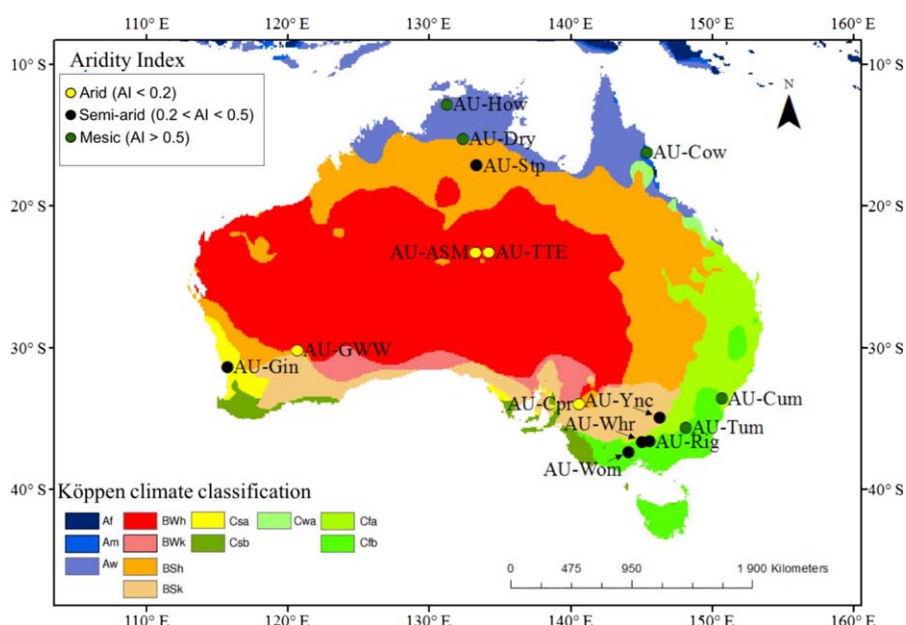 110° E 120° E 130° E 140° E 150° E 160° E
10° S
10° S
Aridity Index
Arid (AI < 0.2)
Semi-arid (0.2 < AI < 0.5)
Mesic (AI > 0.5)
N
AU-How
AU-Dry
AU-Cow
AU-Stp
20° S
20° S
AU-ASM
AU-TTE
30° S
30° S
AU-GWW
AU-Gin
AU-Cpr
AU-Ync
AU-Cum
AU-Whr
AU-Tum
AU-Rig
AU-Wom
40° S
40° S
Köppen climate classification
Af BWh Csa Cwa Cfa
Am BWk Csb Cfb
Aw BSh
BSk
0 475 950 1 900 Kilometers
110° E 120° E 130° E 140° E 150° E 160° E